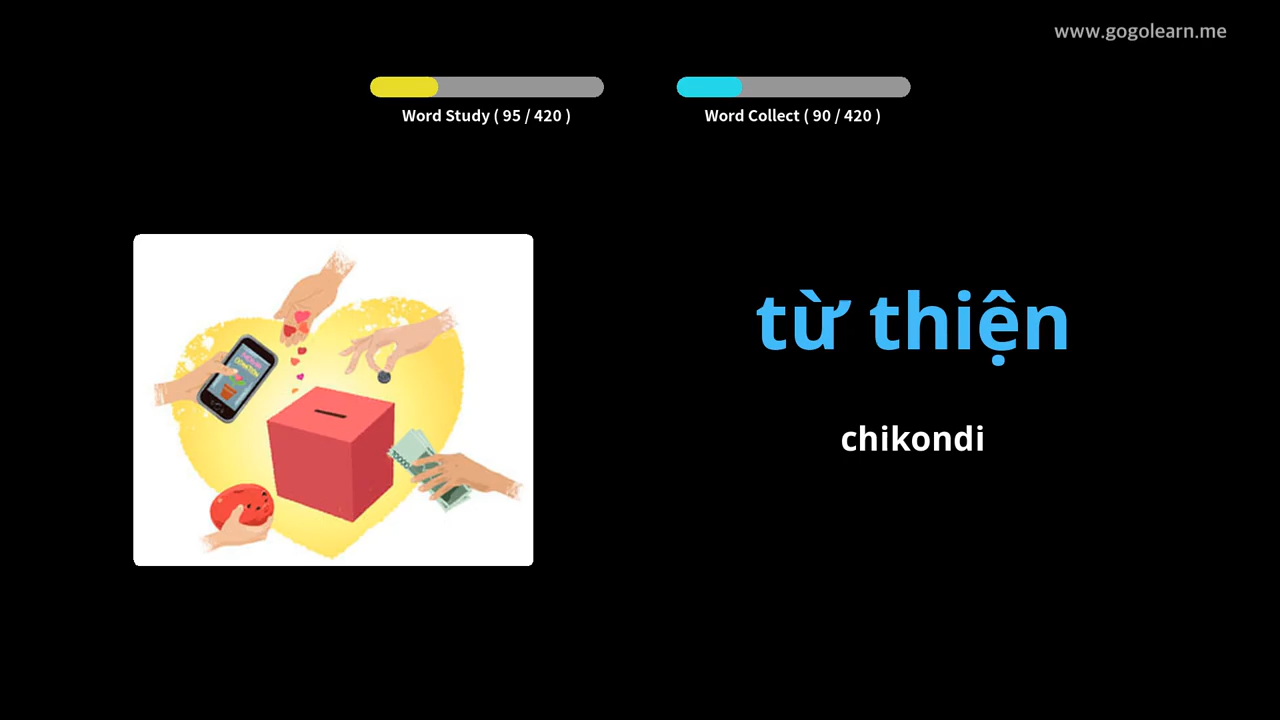 www.gogolearn.me
Word Study ( 95 / 420 )
Word Collect ( 90 / 420 )
từ thiện
chikondi